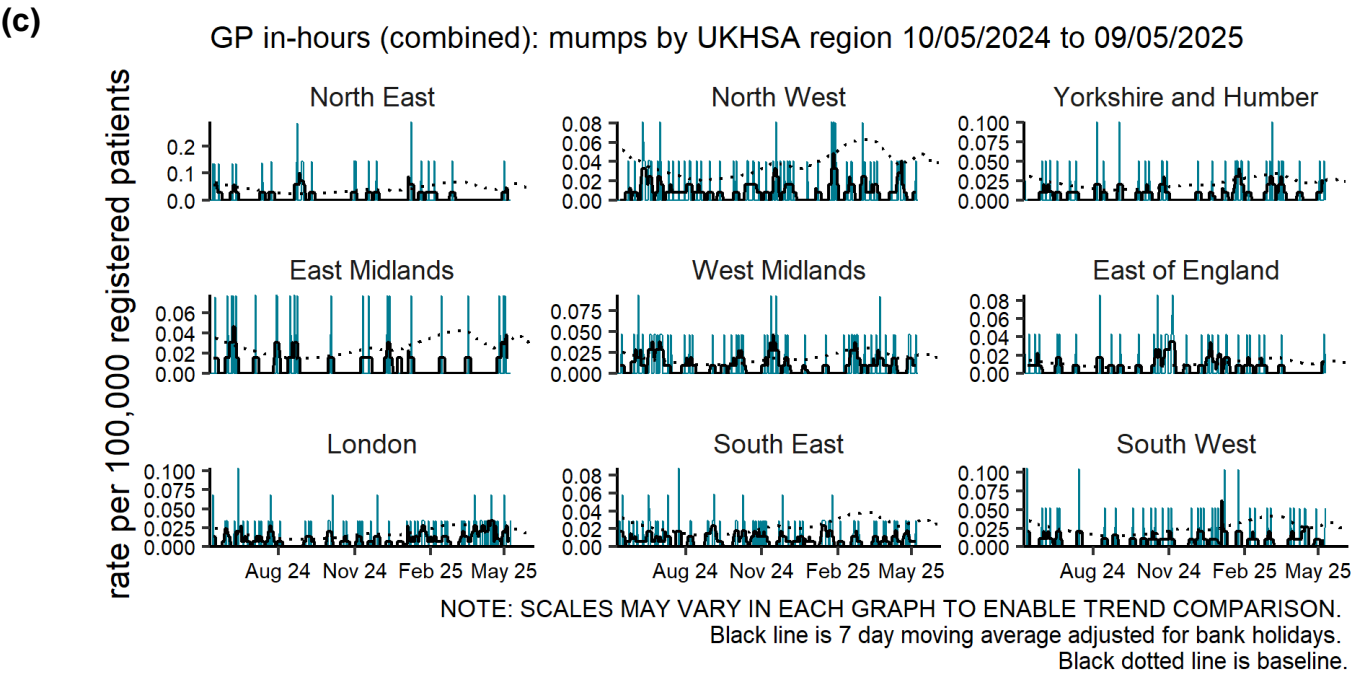 (c)
GP in-hours (combined): mumps by UKHSA region 10/05/2024 to 09/05/2025
rate per 100,000 registered patients
North East
0.2
0.1
0.0
North West
0.08
0.06
0.04
0.02
0.00
Yorkshire and Humber
0.100
0.075
0.050
0.025
0.000
East Midlands
0.06
0.04
0.02
0.00
West Midlands
0.075
0.050
0.025
0.000
East of England
0.08
0.06
0.04
0.02
0.00
London
0.100
0.075
0.050
0.025
0.000
Aug 24 Nov 24 Feb 25 May 25
South East
0.08
0.06
0.04
0.02
0.00
Aug 24 Nov 24 Feb 25 May 25
South West
0.100
0.075
0.050
0.025
0.000
Aug 24 Nov 24 Feb 25 May 25
NOTE: SCALES MAY VARY IN EACH GRAPH TO ENABLE TREND COMPARISON.
Black line is 7 day moving average adjusted for bank holidays.
Black dotted line is baseline.